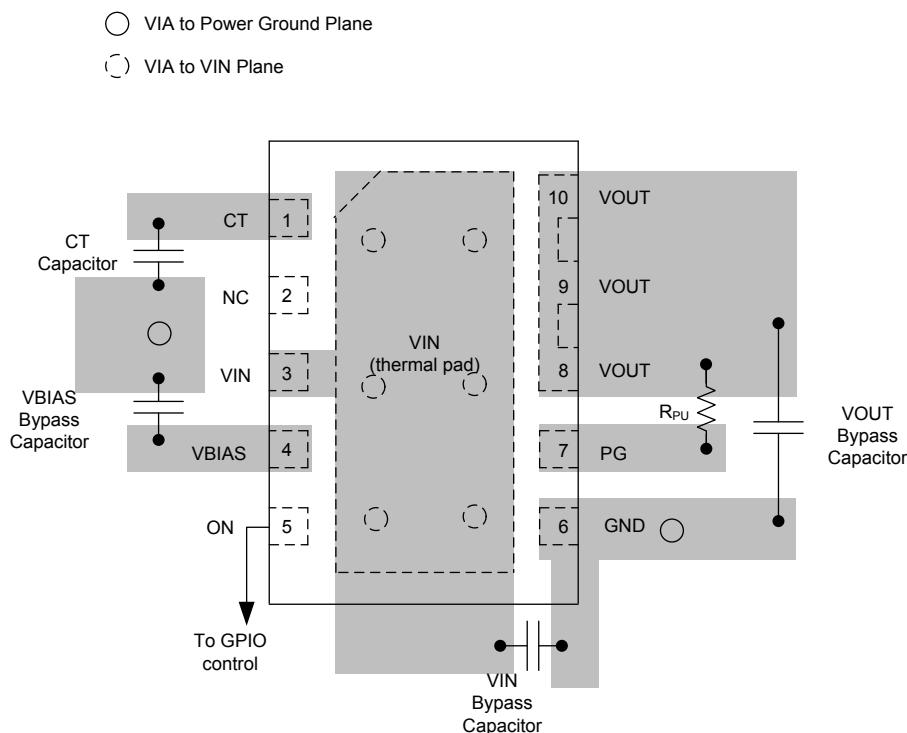 VIA to Power Ground Plane
VIA to VIN Plane
CT
1
10
VOUT
CT
Capacitor
NC
2
9
VOUT
VIN
(thermal pad)
VIN
3
8
VOUT
VBIAS
Bypass
Capacitor
RPU
VOUT
Bypass
Capacitor
VBIAS
4
7
PG
ON
5
6
GND
To GPIO
control
VIN
Bypass
Capacitor